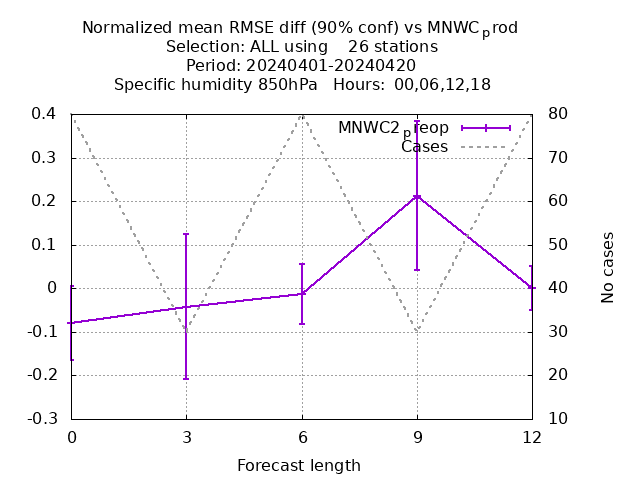 Normalized mean RMSE diff (90% conf) vs MNWCprod
Selection: ALL using    26 stations
Period: 20240401-20240420
Specific humidity 850hPa   Hours: 00,06,12,18
MNWC2preop
Cases
0.4
0.3
0.2
0.1
0
-0.1
-0.2
-0.3
80
70
60
50
40
30
20
10
No cases
0 3 6 9 12
Forecast length